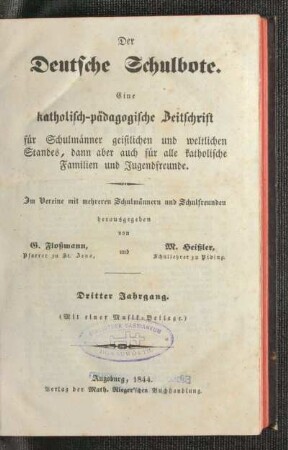 Der
Deutsche Schulbote.
Eine
katholisch-pädagogische Zeitschrift
für Schulmänner geistlichen und weltlichen
Standes, dann aber auch für alle katholische
Familien und Jugendfreunde.
Im Vereine mit mehreren Schulmännern und Schulfreunden
herausgegeben
von
G. Floßmann, und M. Heißler,
Pfarrer zu St. Schullehrer zu Piding.
Dritter Jahrgang.
(Mit einer Musik-Beilage.)
Augsburg, 1844.
Verlag der Math. Rieger'schen Buchhandlung.